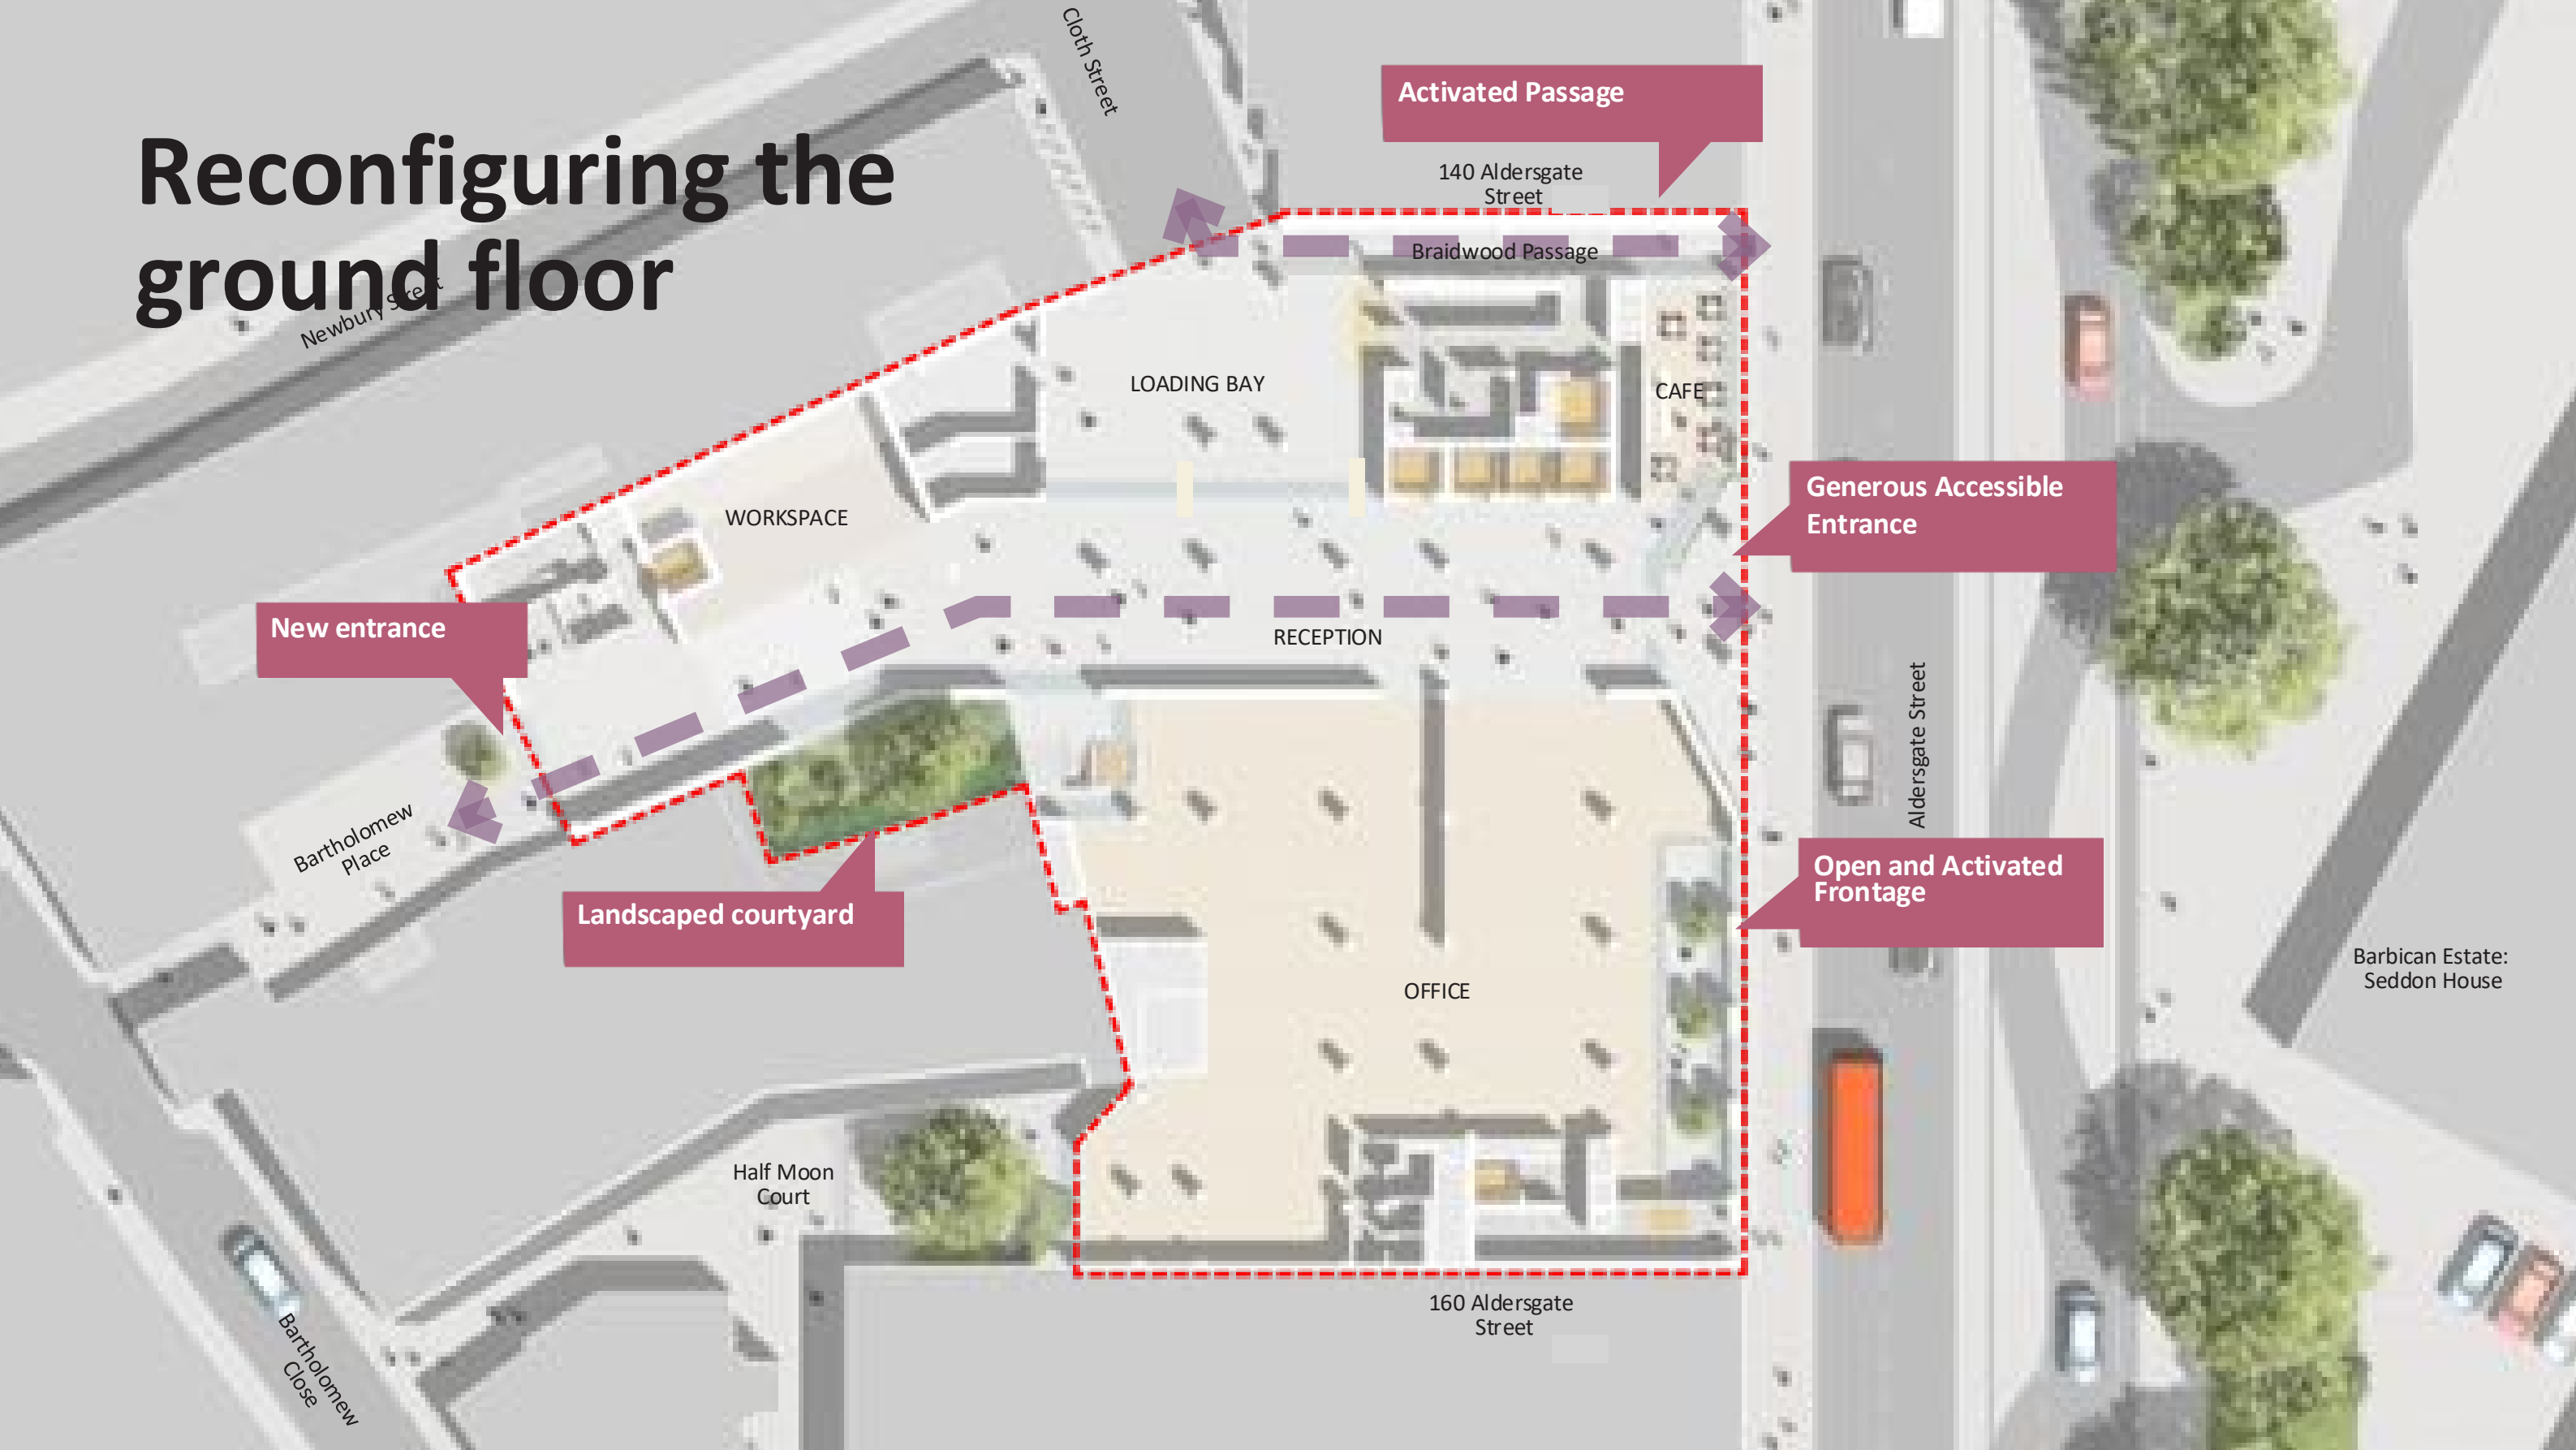 Reconfiguring the
ground floor
Cloth Street
Newbury Street
Activated Passage
140 Aldersgate
Street
Braidwood Passage
LOADING BAY
CAFE
WORKSPACE
Generous Accessible
Entrance
New entrance
RECEPTION
Aldersgate Street
Bartholomew
Place
Landscaped courtyard
Open and Activated
Frontage
OFFICE
Barbican Estate:
Seddon House
Half Moon
Court
160 Aldersgate
Street
Bartholomew
Close